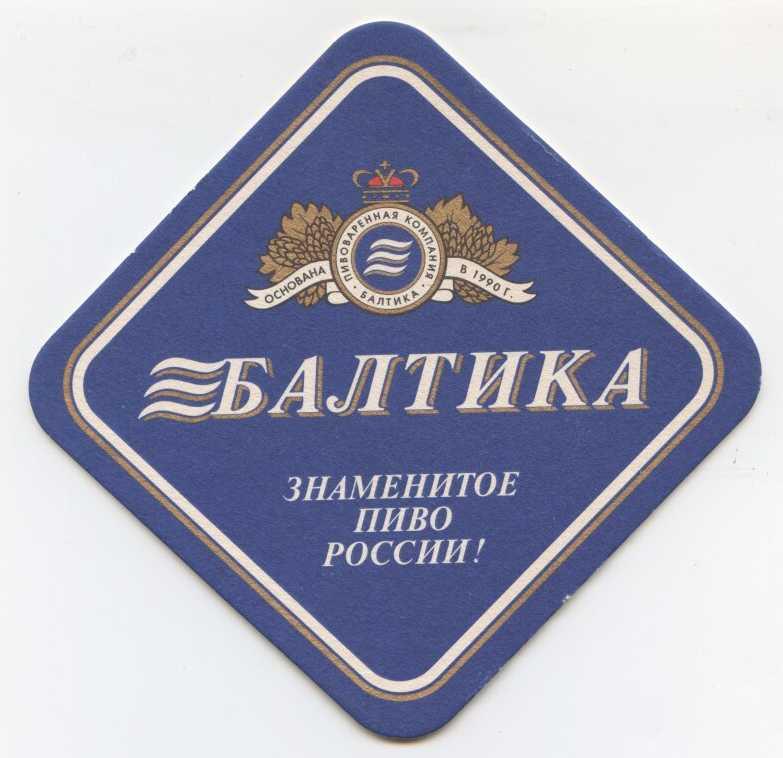 ПИВОВАРЕННАЯ КОМПАНИЯ
· БАЛТИКА ·
ОСНОВАНА В 1990 Г.
БАЛТИКА
ЗНАМЕНИТОЕ
ПИВО
РОССИИ!